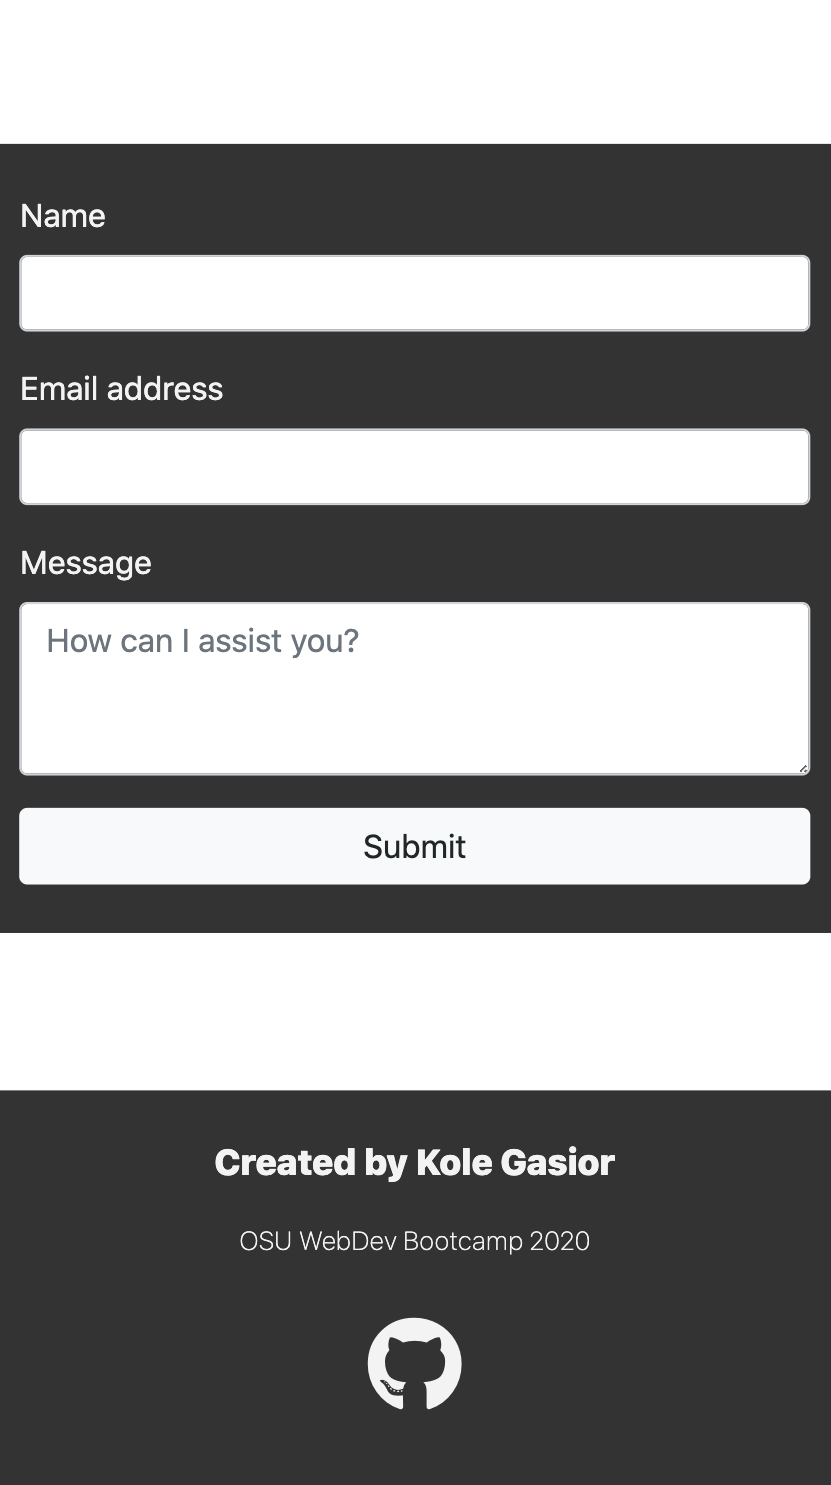 Name
Email address
Message
How can I assist you?
Submit
Created by Kole Gasior
OSU WebDev Bootcamp 2020